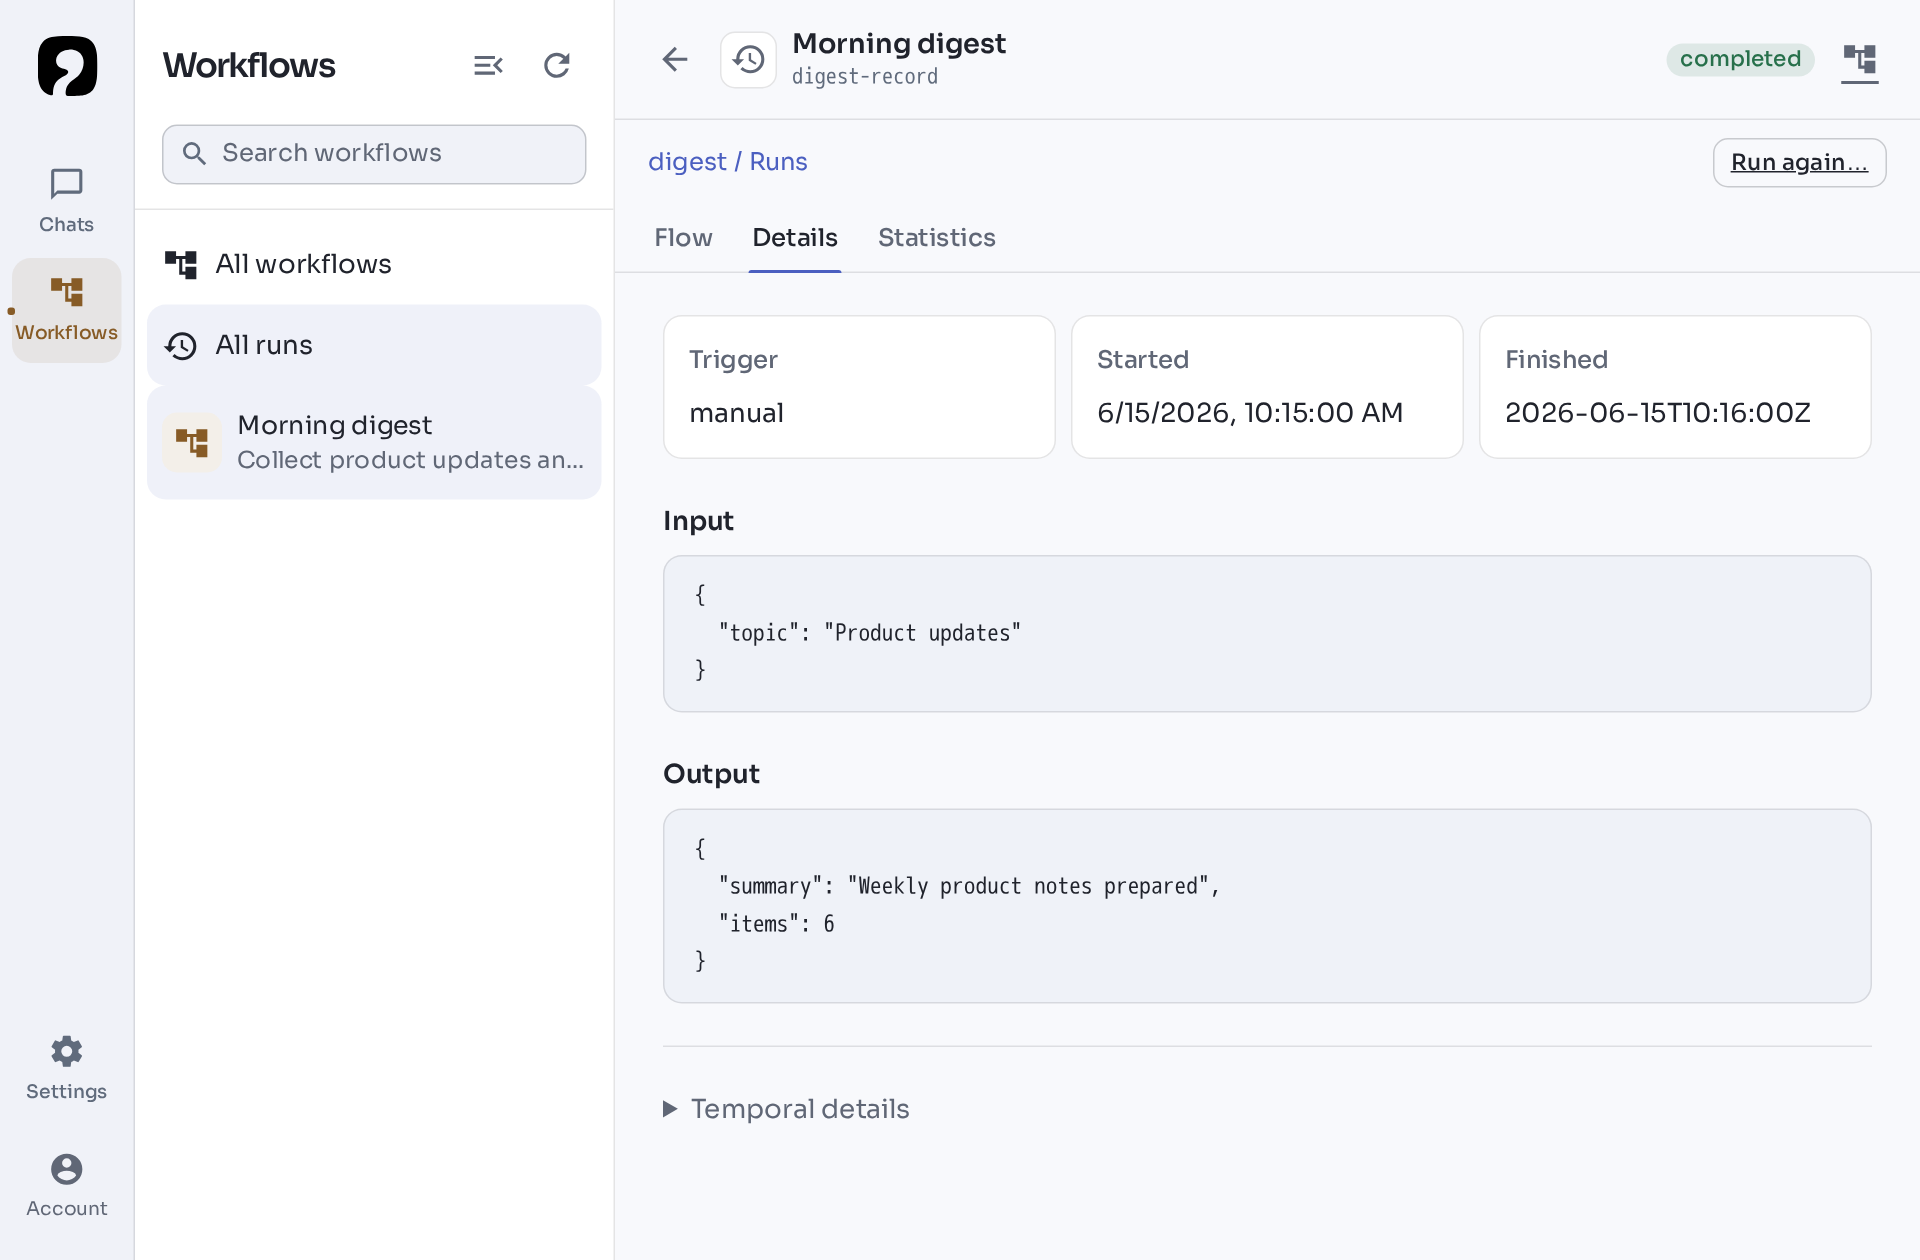 Chats
Workflows
Settings
Account
Workflows
Search workflows
All workflows
All runs
Morning digest
Collect product updates an...
Morning digest
digest-record
completed
digest / Runs
Run again...
Flow
Details
Statistics
Trigger
manual
Started
6/15/2026, 10:15:00 AM
Finished
2026-06-15T10:16:00Z
Input
{
  "topic": "Product updates"
}
Output
{
  "summary": "Weekly product notes prepared",
  "items": 6
}
Temporal details